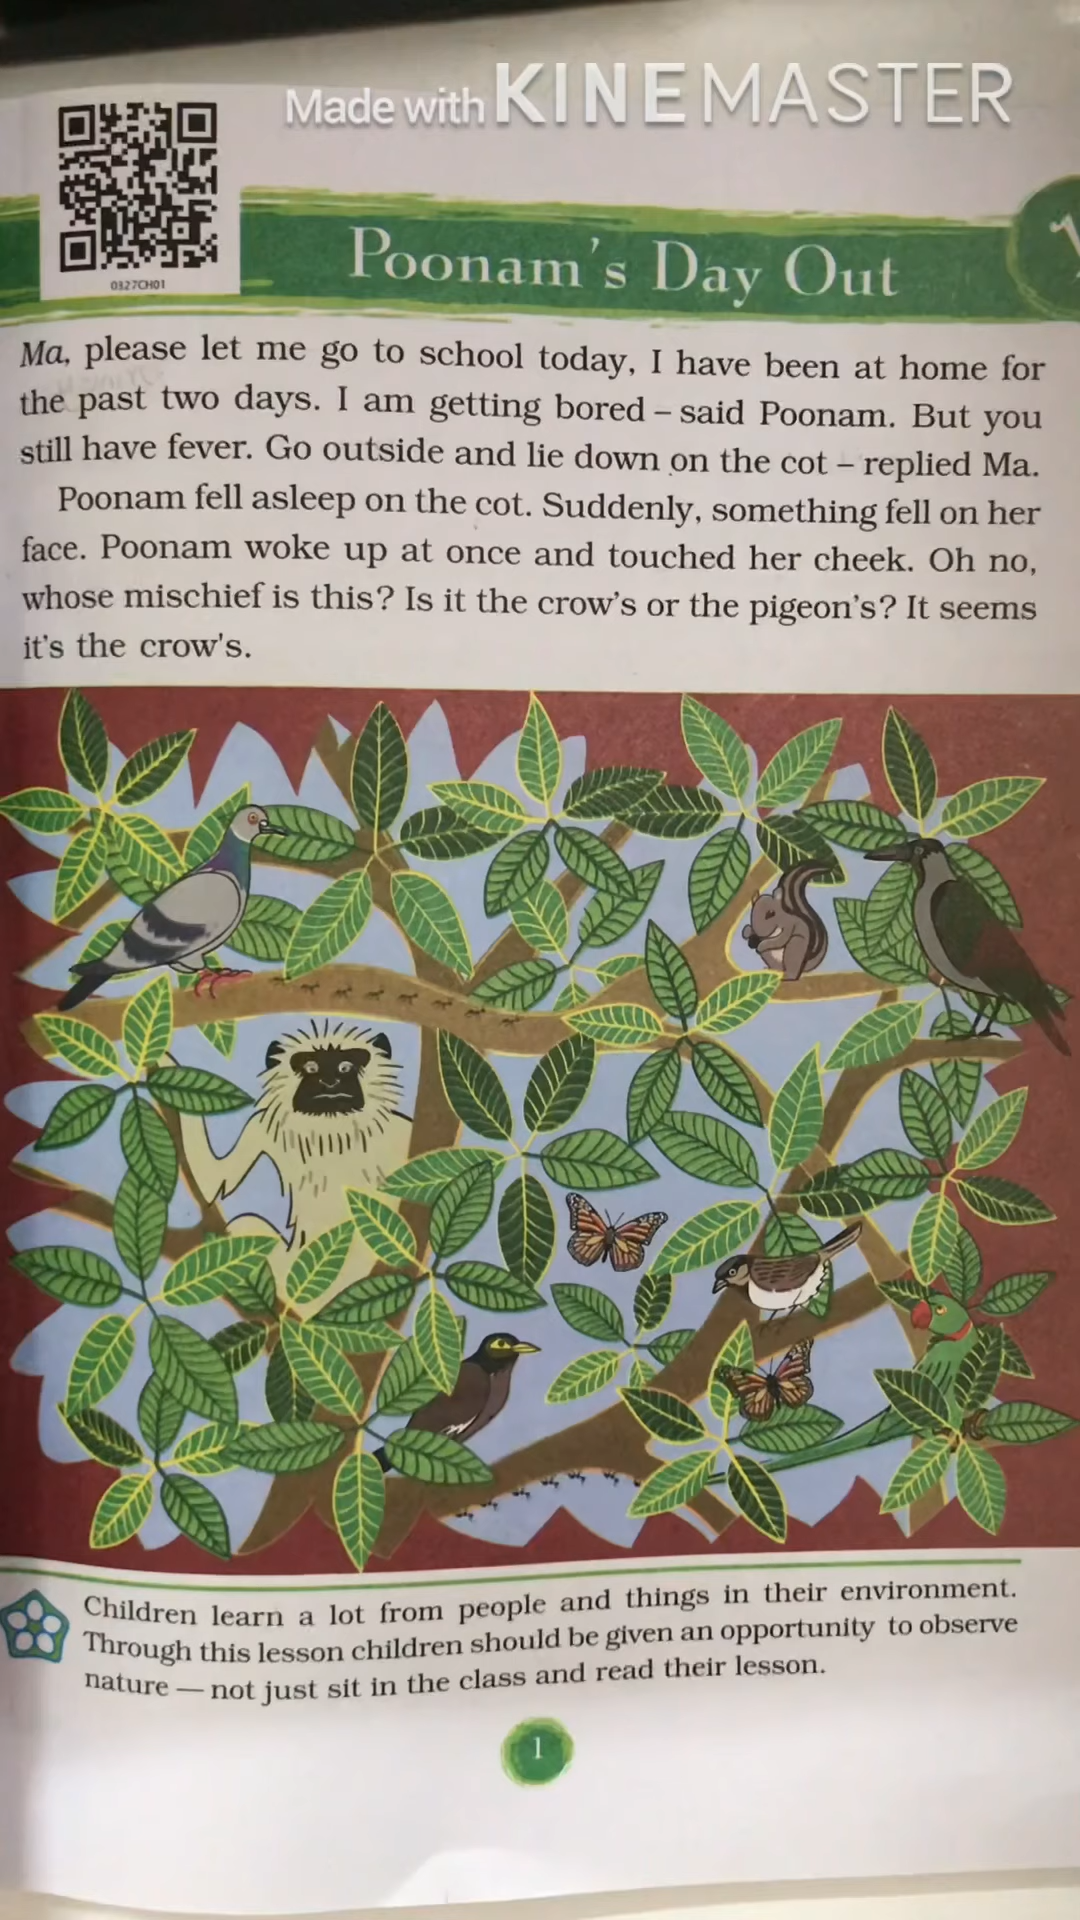 Made with KINEMASTER
0327CH01
Poonam's Day Out
Ma, please let me go to school today, I have been at home for
the past two days. I am getting bored – said Poonam. But you
still have fever. Go outside and lie down on the cot – replied Ma.
Poonam fell asleep on the cot. Suddenly, something fell on her
face. Poonam woke up at once and touched her cheek. Oh no,
whose mischief is this? Is it the crow's or the pigeon's? It seems
it's the crow's.
Children learn a lot from people and things in their environment.
Through this lesson children should be given an opportunity to observe
nature — not just sit in the class and read their lesson.
1